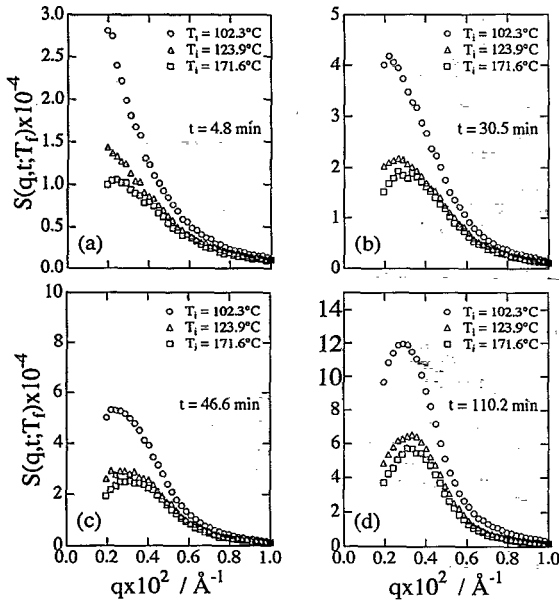 3.0
2.5
2.0
1.5
1.0
0.5
0.0
S(q,t;T_f)x10^-4
○ T_i = 102.3°C
△ T_i = 123.9°C
□ T_i = 171.6°C
t = 4.8 min
(a)
6
5
4
3
2
1
0
○ T_i = 102.3°C
△ T_i = 123.9°C
□ T_i = 171.6°C
t = 30.5 min
(b)
10
8
6
4
2
0
S(q,t;T_f)x10^-4
○ T_i = 102.3°C
△ T_i = 123.9°C
□ T_i = 171.6°C
t = 46.6 min
(c)
0.0 0.2 0.4 0.6 0.8 1.0
qx10^2 / Å^-1
14
12
10
8
6
4
2
0
○ T_i = 102.3°C
△ T_i = 123.9°C
□ T_i = 171.6°C
t = 110.2 min
(d)
0.0 0.2 0.4 0.6 0.8 1.0
qx10^2 / Å^-1